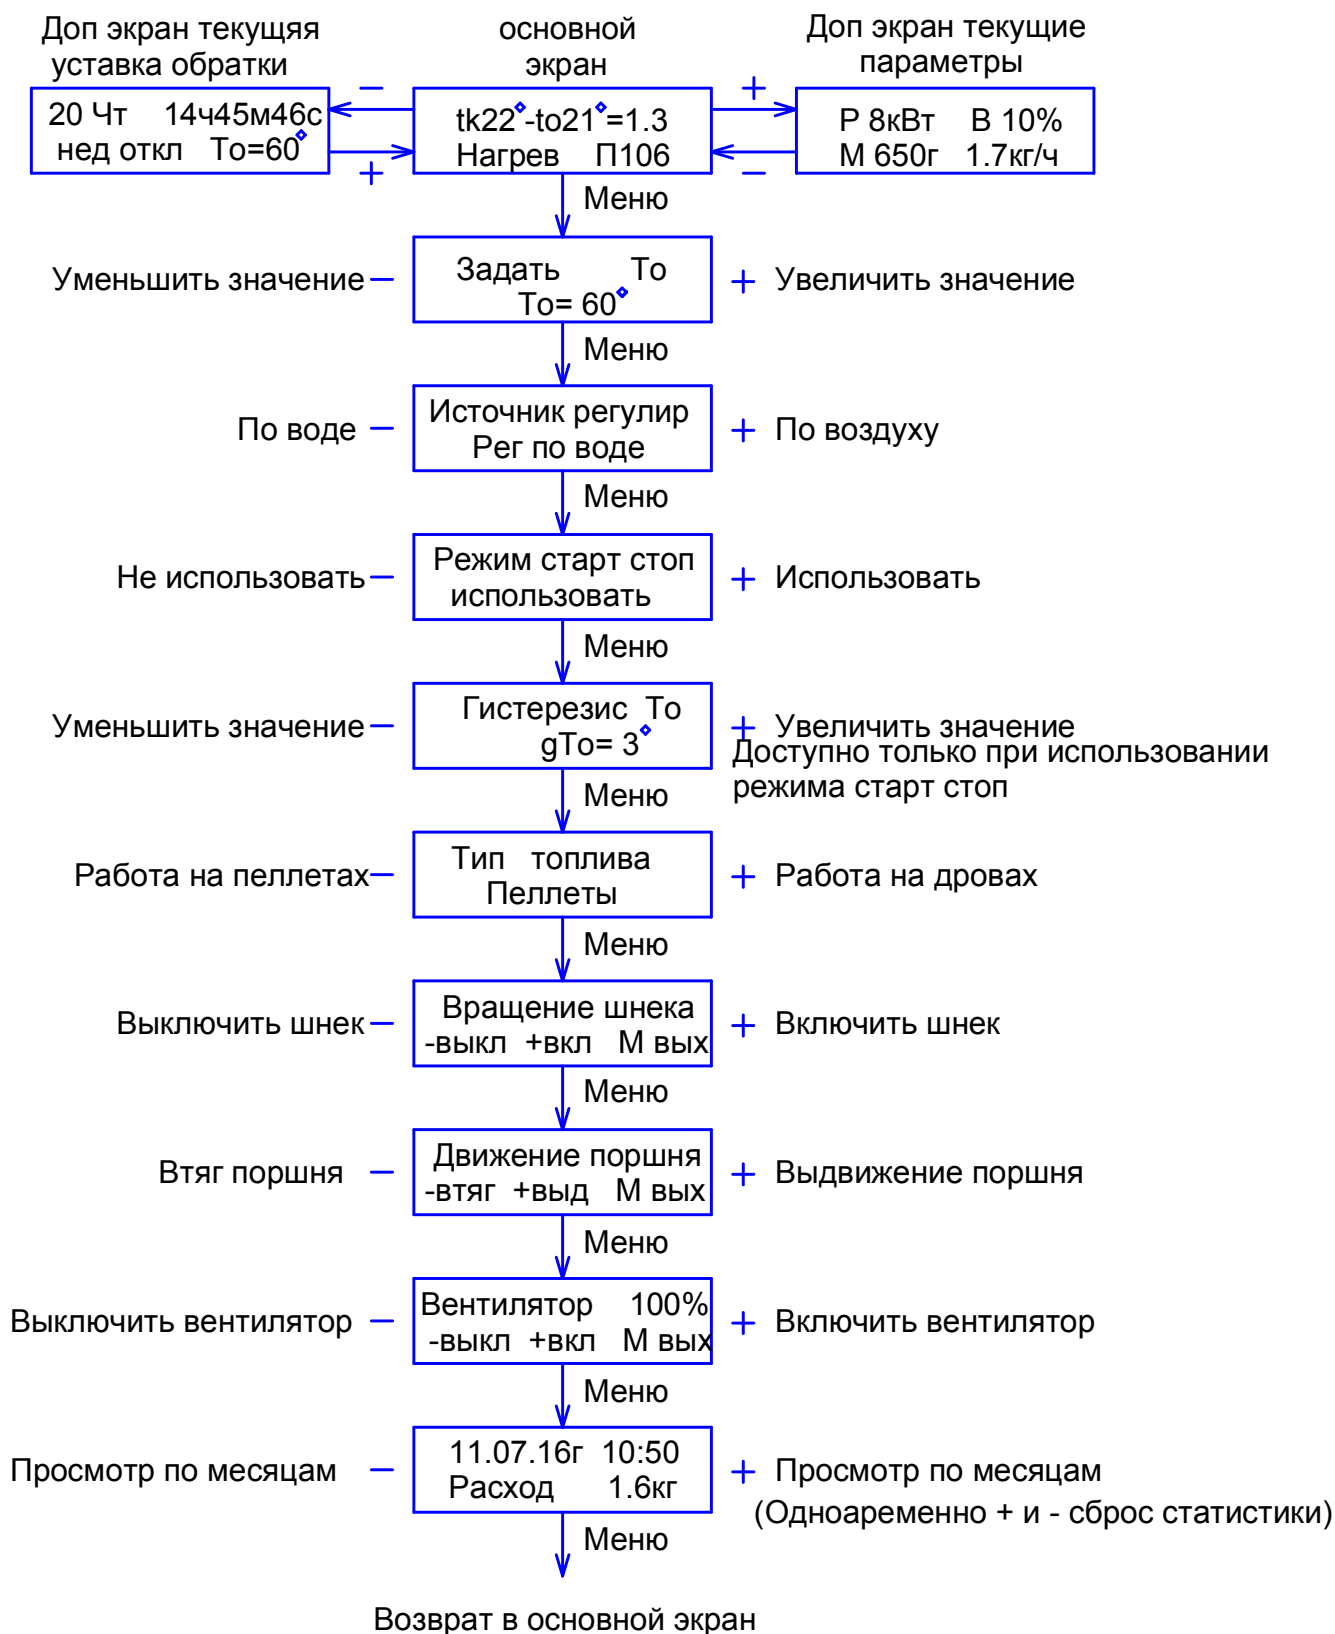 Доп экран текущяя
уставка обратки
основной
экран
Доп экран текущие
параметры
20 Чт 14ч45м46с
нед откл То=60°
−
+
tk22°-to21°=1.3
Нагрев П106
+
−
Р 8кВт В 10%
М 650г 1.7кг/ч
Меню
Уменьшить значение −
Задать То
То= 60°
+ Увеличить значение
Меню
По воде −
Источник регулир
Рег по воде
+ По воздуху
Меню
Не использовать −
Режим старт стоп
использовать
+ Использовать
Меню
Уменьшить значение −
Гистерезис То
gТо= 3°
+ Увеличить значение
Доступно только при использовании
режима старт стоп
Меню
Работа на пеллетах −
Тип топлива
Пеллеты
+ Работа на дровах
Меню
Выключить шнек −
Вращение шнека
-выкл +вкл М вых
+ Включить шнек
Меню
Втяг поршня −
Движение поршня
-втяг +выд М вых
+ Выдвижение поршня
Меню
Выключить вентилятор −
Вентилятор 100%
-выкл +вкл М вых
+ Включить вентилятор
Меню
Просмотр по месяцам −
11.07.16г 10:50
Расход 1.6кг
+ Просмотр по месяцам
(Одноаременно + и - сброс статистики)
Меню
Возврат в основной экран